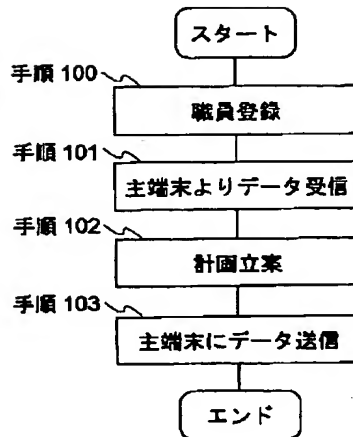 スタート
手順 100
職員登録
手順 101
主端末よりデータ受信
手順 102
計画立案
手順 103
主端末にデータ送信
エンド